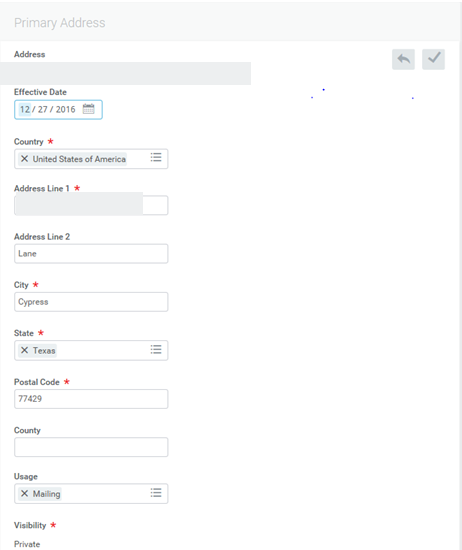 Primary Address
Address
Effective Date
12 / 27 / 2016
Country *
× United States of America
Address Line 1 *
Address Line 2
Lane
City *
Cypress
State *
× Texas
Postal Code *
77429
County
Usage
× Mailing
Visibility *
Private